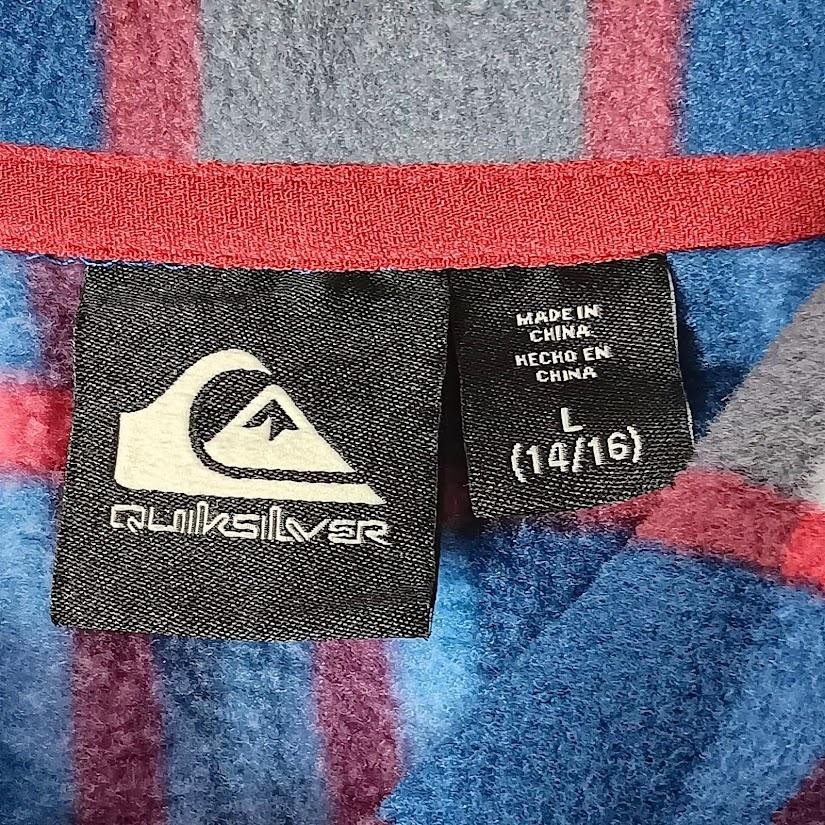 QUIKSILVER
MADE IN
CHINA
HECHO EN
CHINA
L
(14/16)